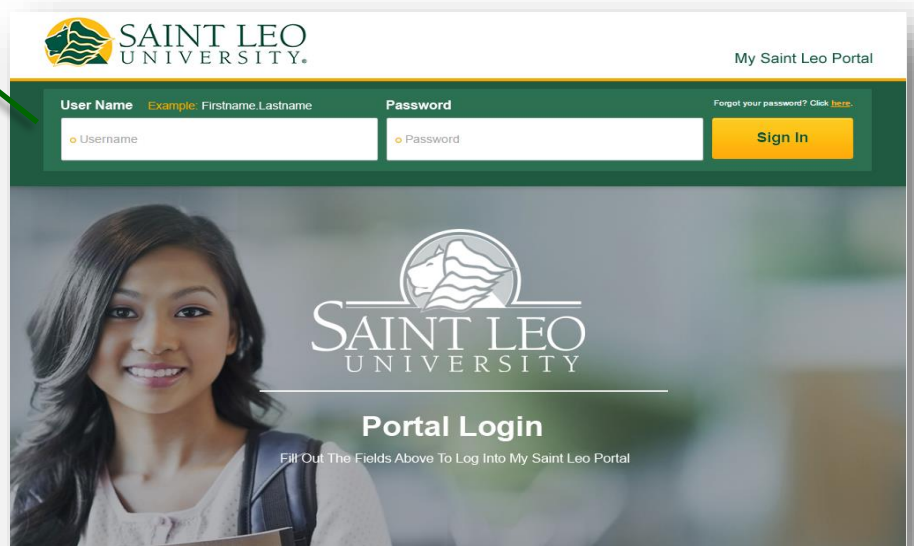 SAINT LEO
UNIVERSITY.
My Saint Leo Portal
User Name Example: Firstname.Lastname Password Forgot your password? Click here.
Username Password Sign In
SAINT LEO
UNIVERSITY
Portal Login
Fill Out The Fields Above To Log Into My Saint Leo Portal